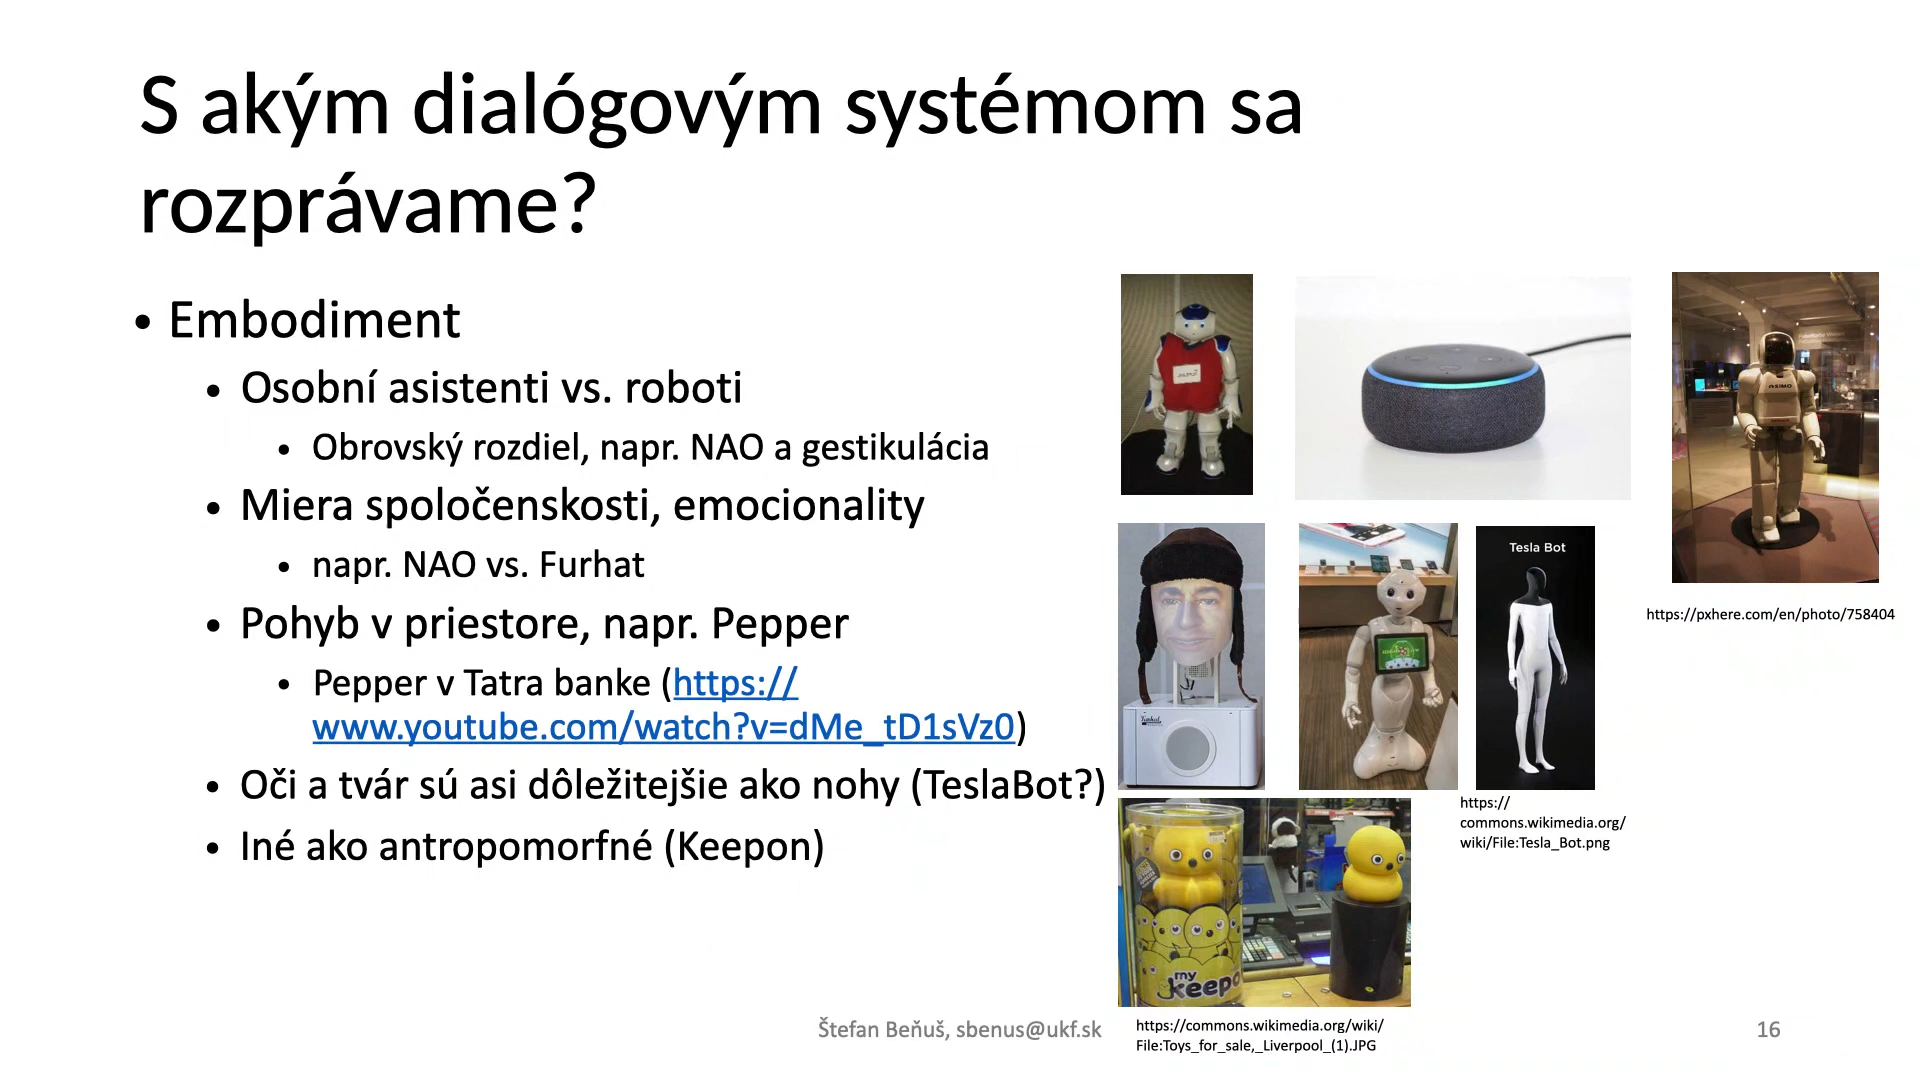 S akým dialógovým systémom sa
rozprávame?
• Embodiment
• Osobní asistenti vs. roboti
• Obrovský rozdiel, napr. NAO a gestikulácia
• Miera spoločenskosti, emocionality
• napr. NAO vs. Furhat
• Pohyb v priestore, napr. Pepper
• Pepper v Tatra banke (https://
www.youtube.com/watch?v=dMe_tD1sVz0)
• Oči a tvár sú asi dôležitejšie ako nohy (TeslaBot?)
• Iné ako antropomorfné (Keepon)
ASIMO
https://pxhere.com/en/photo/758404
Furhat
Tesla Bot
https://
commons.wikimedia.org/
wiki/File:Tesla_Bot.png
my
keepo
https://commons.wikimedia.org/wiki/
File:Toys_for_sale,_Liverpool_(1).JPG
Štefan Beňuš, sbenus@ukf.sk
16